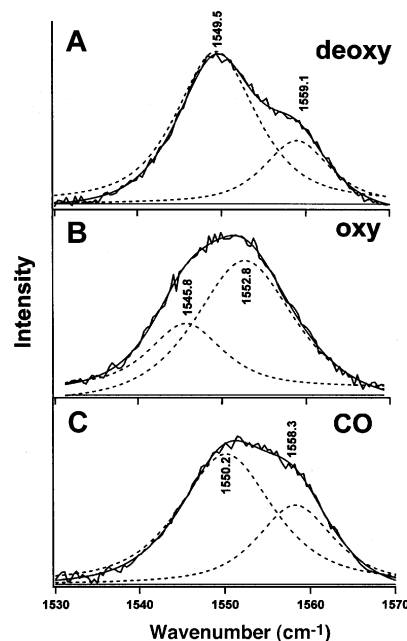 A
deoxy
1549.5
1559.1
B
oxy
1545.8
1552.8
C
CO
1550.2
1558.3
Intensity
1530 1540 1550 1560 1570
Wavenumber (cm-1)